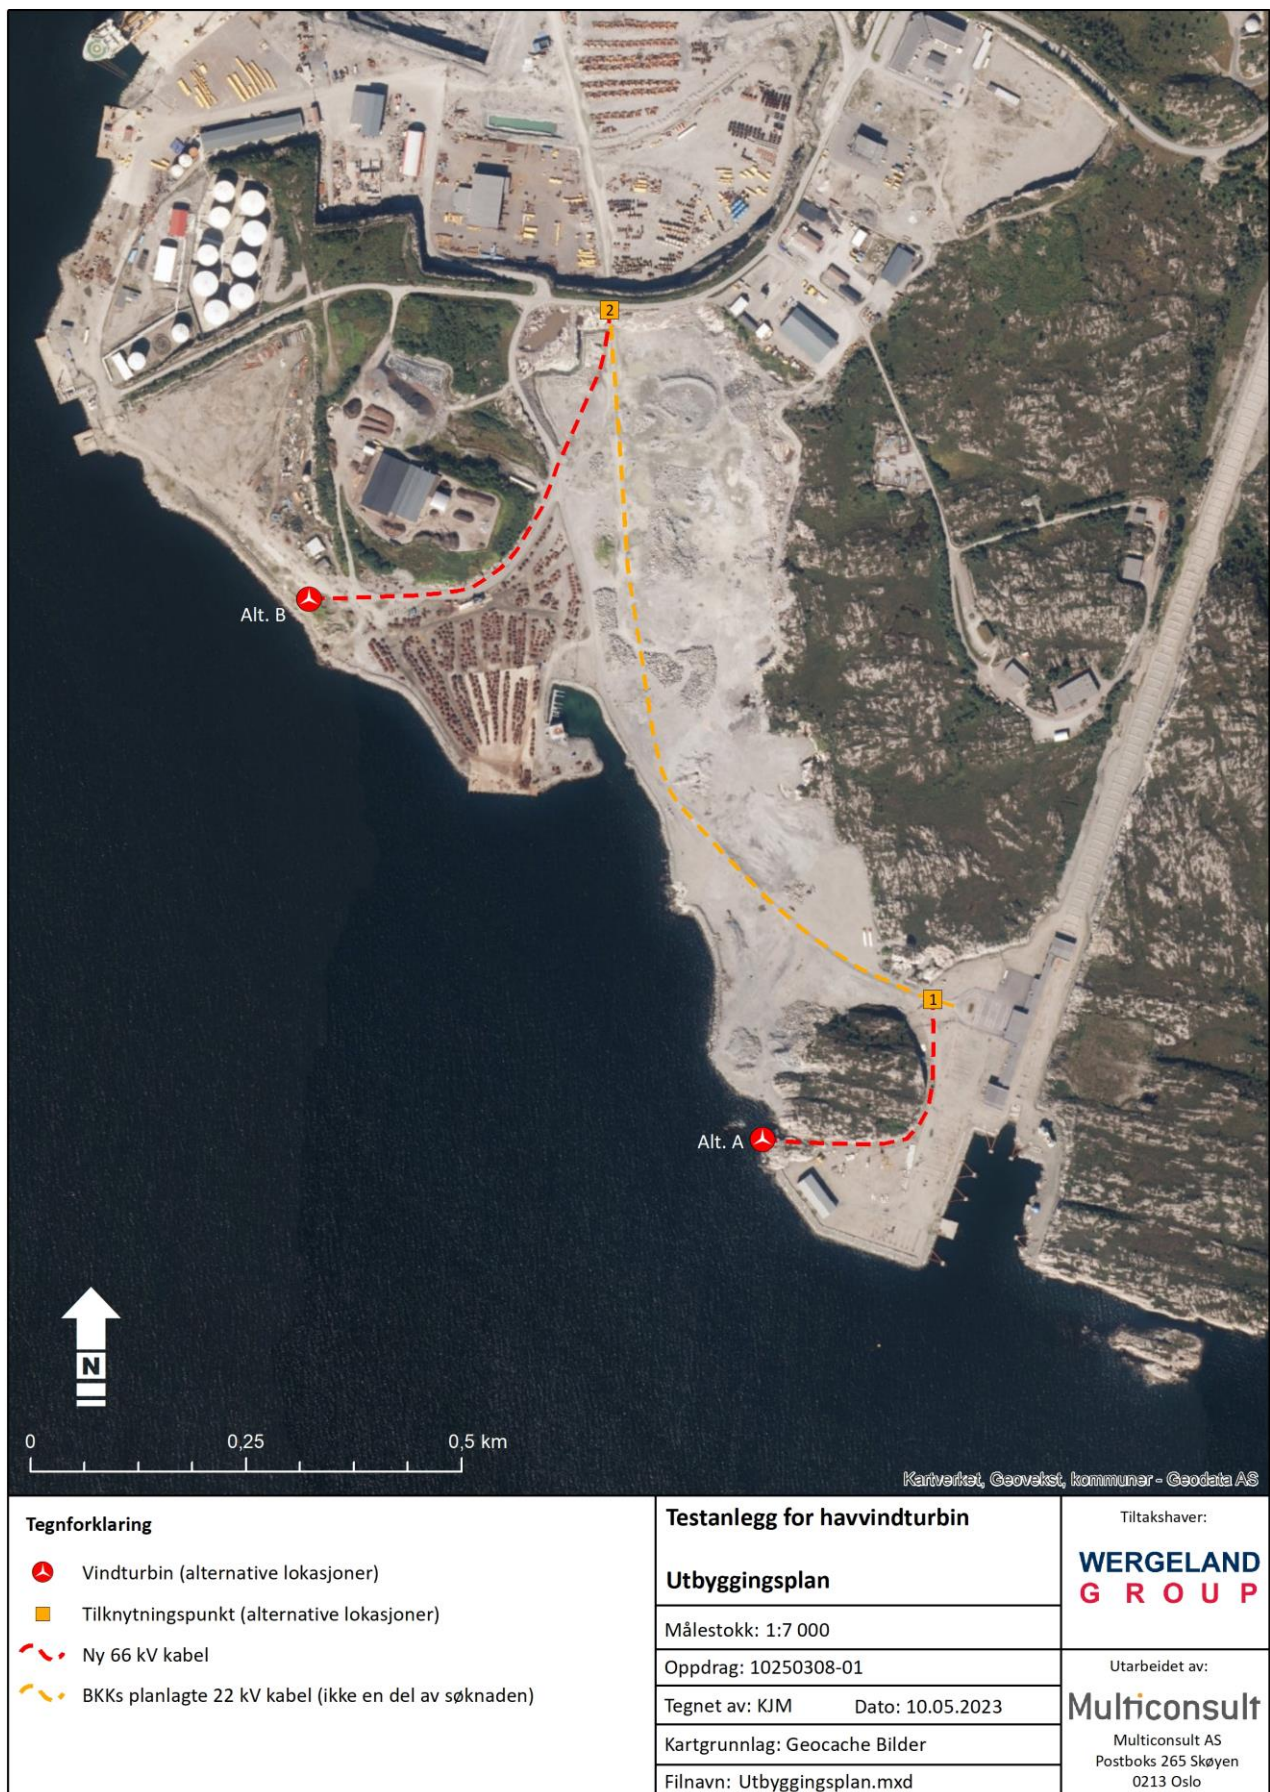 2
Alt. B
1
Alt. A
N
0 0,25 0,5 km
Kartverket, Geovekst, kommuner - Geodata AS
Tegnforklaring
Vindturbin (alternative lokasjoner)
Tilknytningspunkt (alternative lokasjoner)
Ny 66 kV kabel
BKKs planlagte 22 kV kabel (ikke en del av søknaden)
Testanlegg for havvindturbin
Utbyggingsplan
Målestokk: 1:7 000
Oppdrag: 10250308-01
Tegnet av: KJM Dato: 10.05.2023
Kartgrunnlag: Geocache Bilder
Filnavn: Utbyggingsplan.mxd
Tiltakshaver:
WERGELAND
GROUP
Utarbeidet av:
Multiconsult
Multiconsult AS
Postboks 265 Skøyen
0213 Oslo